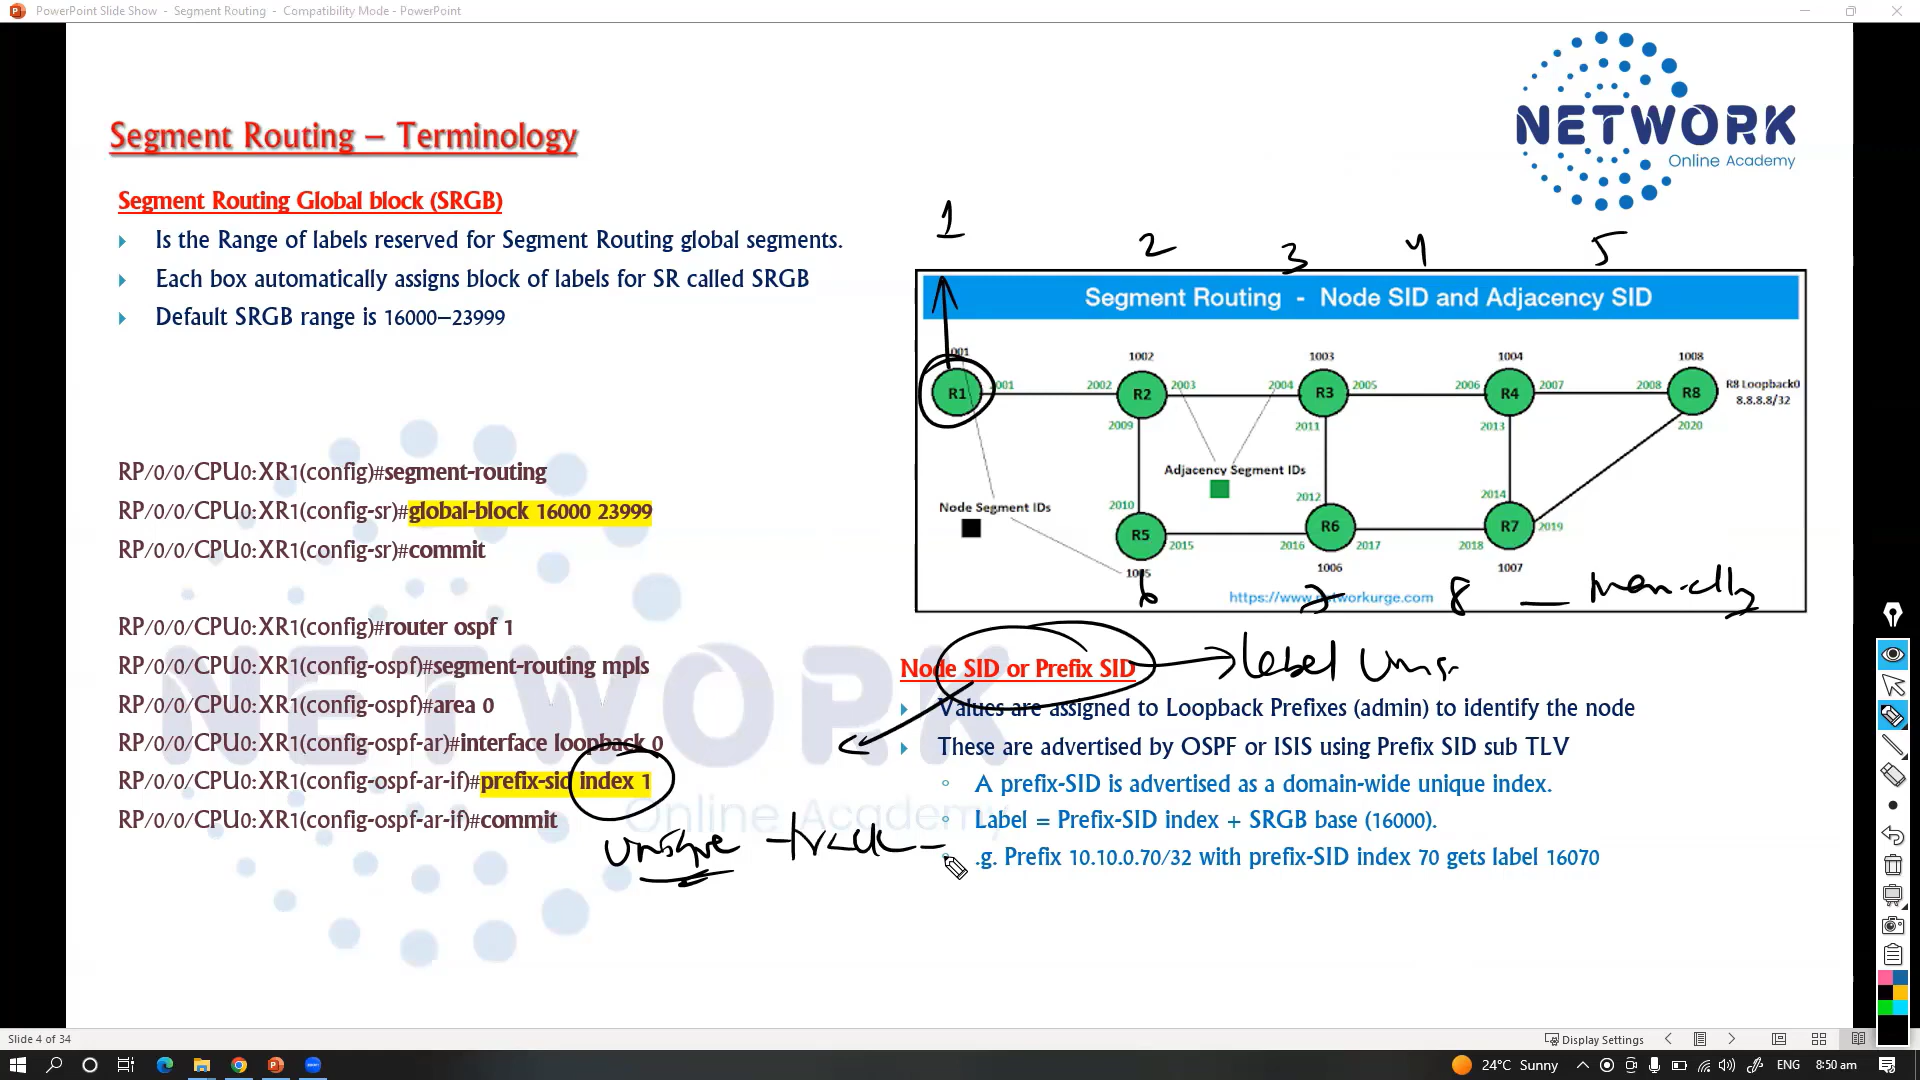 PowerPoint Slide Show - Segment Routing - Compatibility Mode - PowerPoint
NETWORK
Online Academy
Segment Routing – Terminology
Segment Routing Global block (SRGB)
Is the Range of labels reserved for Segment Routing global segments.
Each box automatically assigns block of labels for SR called SRGB
Default SRGB range is 16000–23999
RP/0/0/CPU0:XR1(config)#segment-routing
RP/0/0/CPU0:XR1(config-sr)#global-block 16000 23999
RP/0/0/CPU0:XR1(config-sr)#commit
RP/0/0/CPU0:XR1(config)#router ospf 1
RP/0/0/CPU0:XR1(config-ospf)#segment-routing mpls
RP/0/0/CPU0:XR1(config-ospf)#area 0
RP/0/0/CPU0:XR1(config-ospf-ar)#interface loopback 0
RP/0/0/CPU0:XR1(config-ospf-ar-if)#prefix-sid index 1
RP/0/0/CPU0:XR1(config-ospf-ar-if)#commit
unique
NETWORK
Online Academy
1 2 3 4 5
Segment Routing - Node SID and Adjacency SID
001 1002 1003 1004 1008
R1 2001 2002 R2 2003 2004 R3 2005 2006 R4 2007 2008 R8 R8 Loopback0
8.8.8.8/32
2009 2011 2013 2020
Adjacency Segment IDs
Node Segment IDs
2010 2012 2014
R5 2015 2016 R6 2017 2018 R7 2019
1006 1007
6 7 8
https://www.networkurge.com
Node SID or Prefix SID
label
Values are assigned to Loopback Prefixes (admin) to identify the node
These are advertised by OSPF or ISIS using Prefix SID sub TLV
A prefix-SID is advertised as a domain-wide unique index.
Label = Prefix-SID index + SRGB base (16000).
.g. Prefix 10.10.0.70/32 with prefix-SID index 70 gets label 16070
Slide 4 of 34
Display Settings
24°C Sunny
ENG
8:50 am